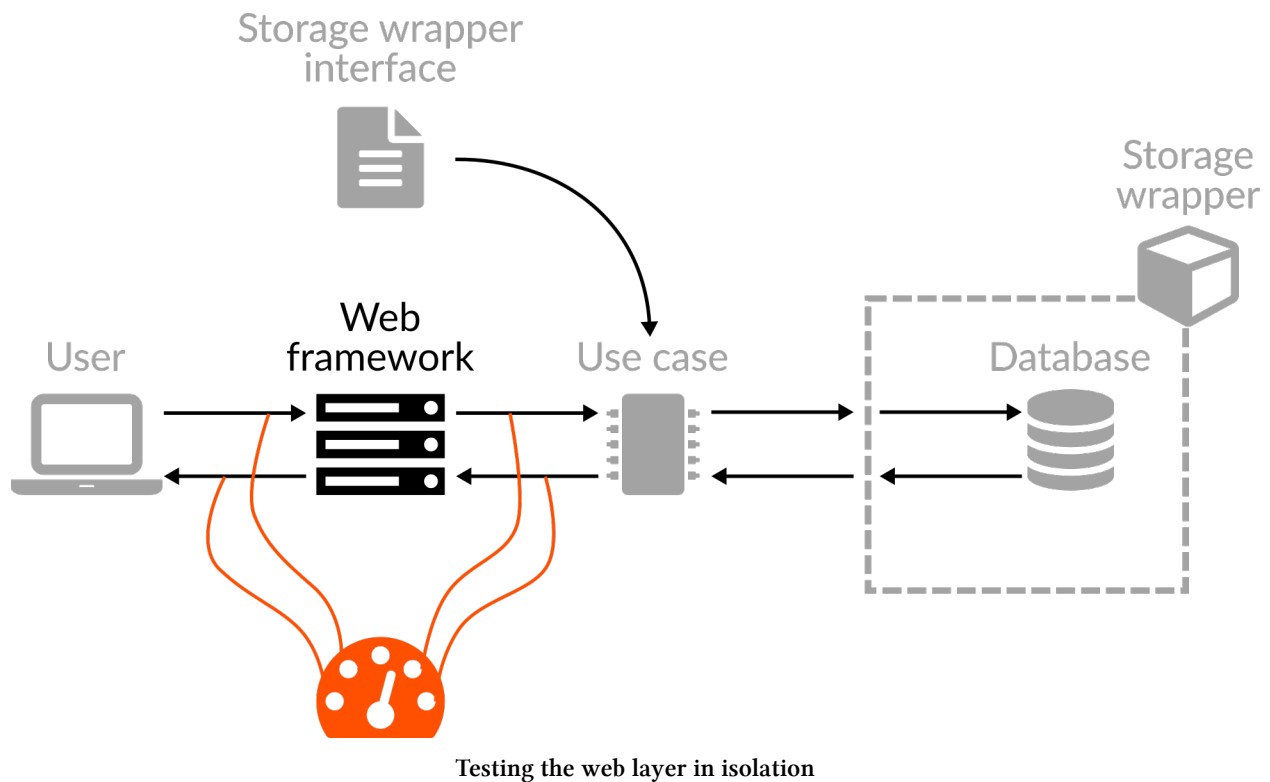 Storage wrapper
interface
Storage
wrapper
Web
framework
User
Use case
Database
Testing the web layer in isolation